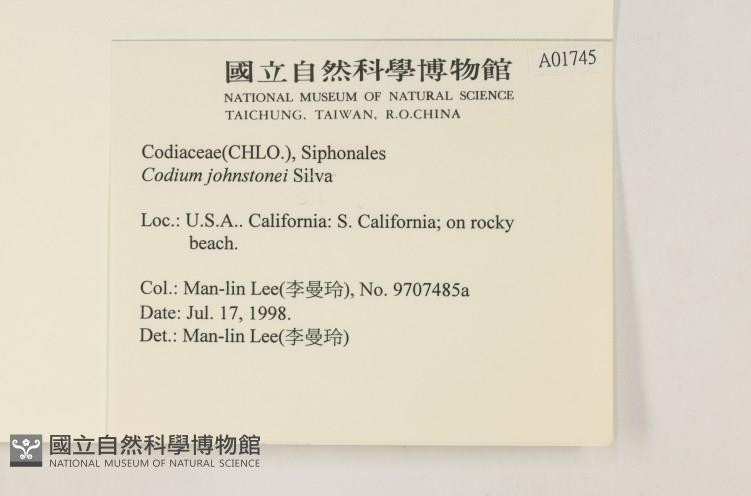 國立自然科學博物館
A01745
NATIONAL MUSEUM OF NATURAL SCIENCE
TAICHUNG, TAIWAN, R.O.CHINA
Codiaceae(CHLO.), Siphonales
Codium johnstonei Silva
Loc.: U.S.A.. California: S. California; on rocky
beach.
Col.: Man-lin Lee(李曼玲), No. 9707485a
Date: Jul. 17, 1998.
Det.: Man-lin Lee(李曼玲)
國立自然科學博物館
NATIONAL MUSEUM OF NATURAL SCIENCE